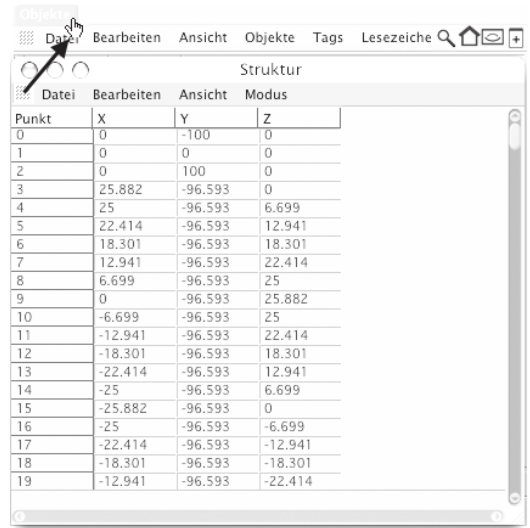 Objekte
Datei Bearbeiten Ansicht Objekte Tags Lesezeiche
Struktur
Datei Bearbeiten Ansicht Modus
Punkt X Y Z
0 0 -100 0
1 0 0 0
2 0 100 0
3 25.882 -96.593 0
4 25 -96.593 6.699
5 22.414 -96.593 12.941
6 18.301 -96.593 18.301
7 12.941 -96.593 22.414
8 6.699 -96.593 25
9 0 -96.593 25.882
10 -6.699 -96.593 25
11 -12.941 -96.593 22.414
12 -18.301 -96.593 18.301
13 -22.414 -96.593 12.941
14 -25 -96.593 6.699
15 -25.882 -96.593 0
16 -25 -96.593 -6.699
17 -22.414 -96.593 -12.941
18 -18.301 -96.593 -18.301
19 -12.941 -96.593 -22.414